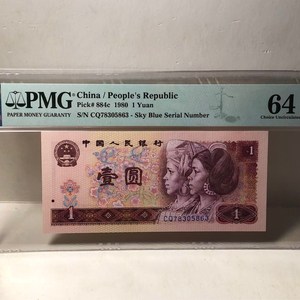 PMG
PAPER MONEY GUARANTY
China / People's Republic
Pick# 884c 1980 1 Yuan
S/N CQ78305863 - Sky Blue Serial Number
64
Choice Uncirculated
中国人民银行
1
壹圆
1
CQ78305863